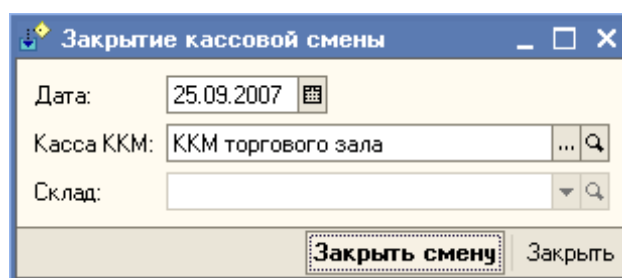 Закрытие кассовой смены
Дата: 25.09.2007
Касса ККМ: ККМ торгового зала ...
Склад:
Закрыть смену Закрыть